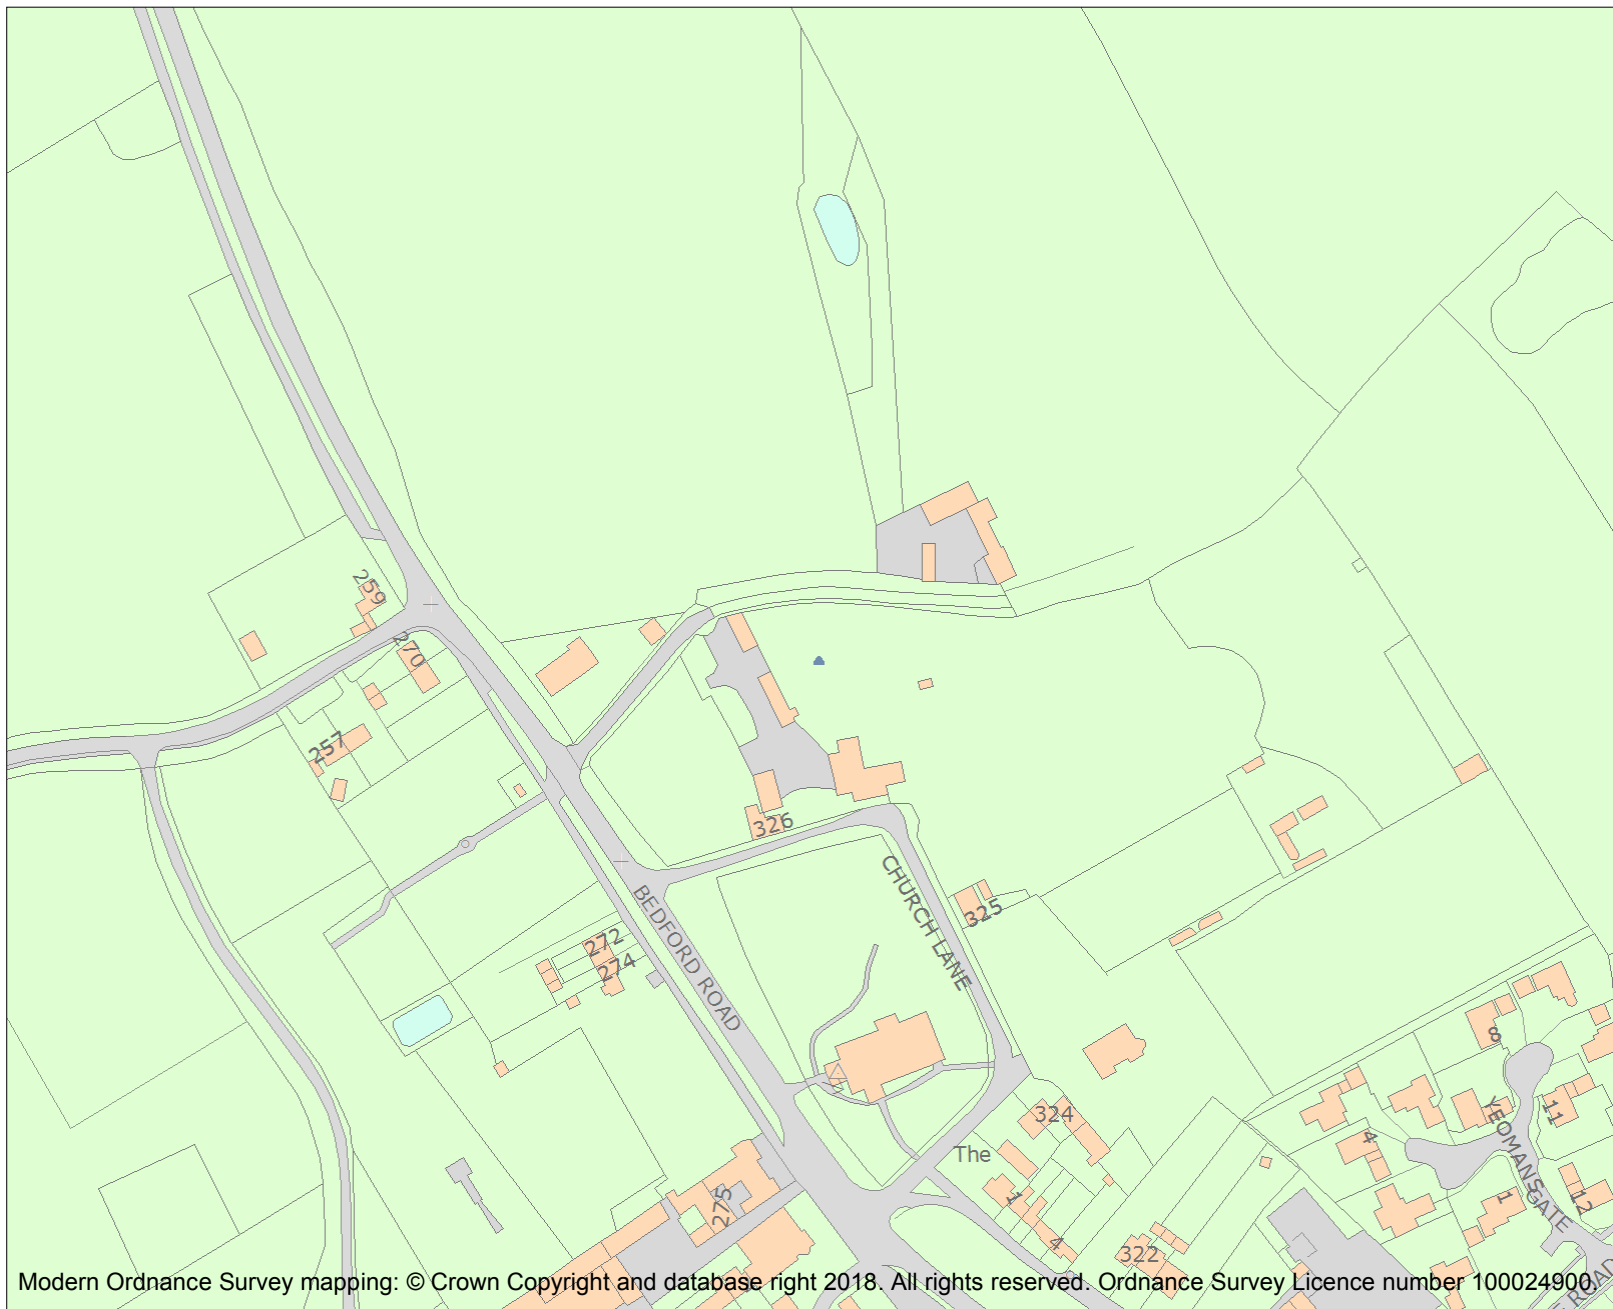 259
270
257
326
CHURCH LANE
325
BEDFORD ROAD
272
274
8
324
YEOMANS GATE
11
4
The
275
1
1
12
4
322
ROAD
Modern Ordnance Survey mapping: © Crown Copyright and database right 2018. All rights reserved. Ordnance Survey Licence number 100024900.